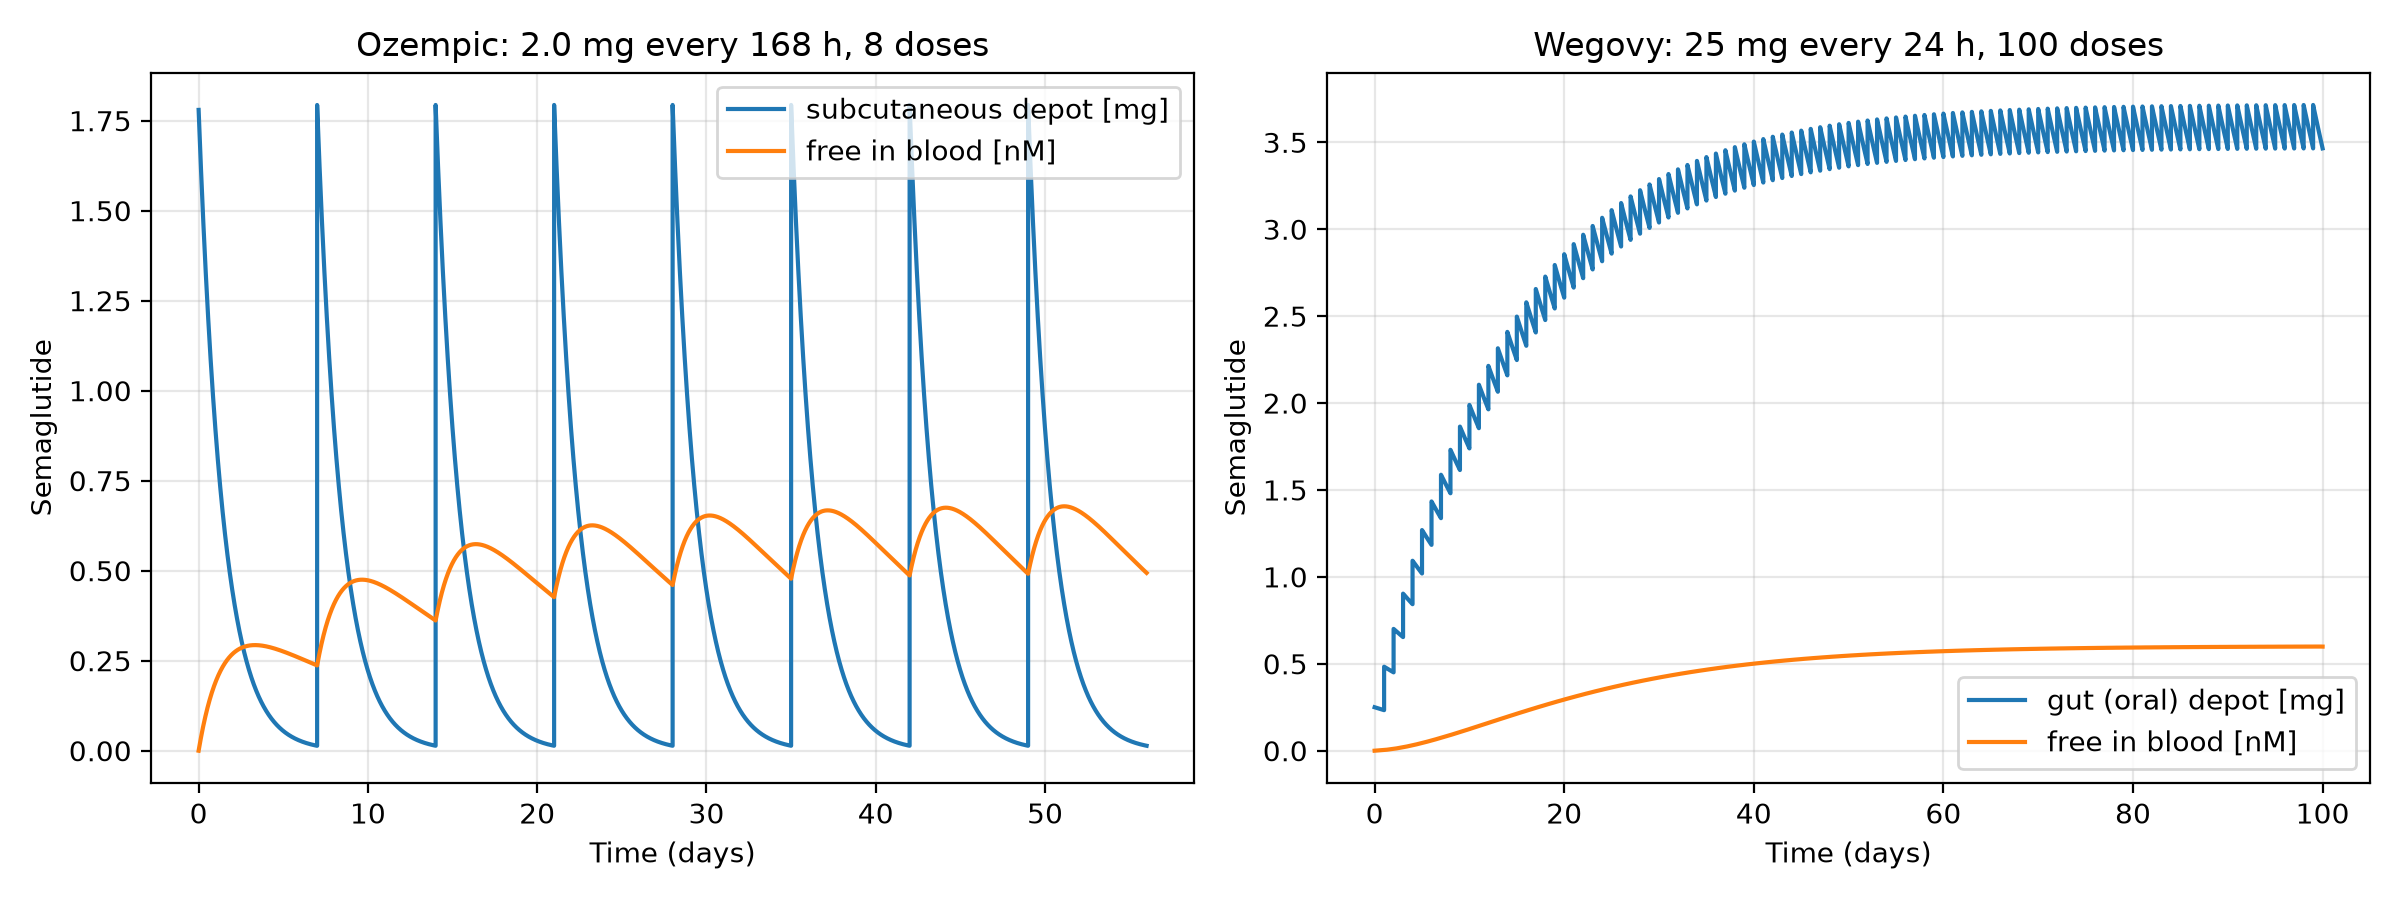 Ozempic: 2.0 mg every 168 h, 8 doses
subcutaneous depot [mg]
free in blood [nM]
Semaglutide
1.75
1.50
1.25
1.00
0.75
0.50
0.25
0.00
0 10 20 30 40 50
Time (days)
Wegovy: 25 mg every 24 h, 100 doses
Semaglutide
3.5
3.0
2.5
2.0
1.5
1.0
0.5
0.0
gut (oral) depot [mg]
free in blood [nM]
0 20 40 60 80 100
Time (days)